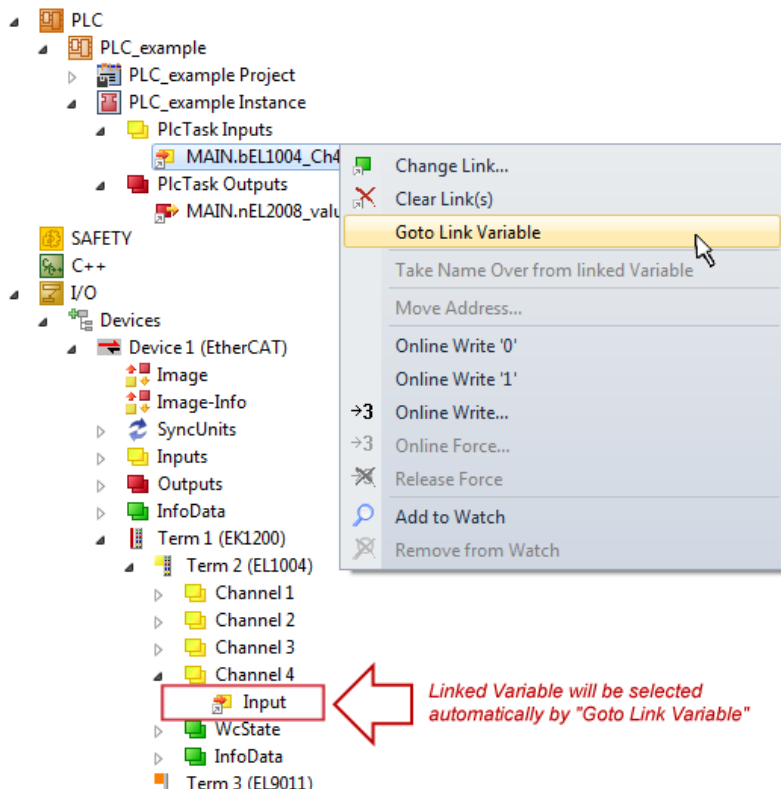 PLC
PLC_example
PLC_example Project
PLC_example Instance
PlcTask Inputs
MAIN.bEL1004_Ch4
PlcTask Outputs
MAIN.nEL2008_valu
SAFETY
C++
I/O
Devices
Device 1 (EtherCAT)
Image
Image-Info
SyncUnits
Inputs
Outputs
InfoData
Term 1 (EK1200)
Term 2 (EL1004)
Channel 1
Channel 2
Channel 3
Channel 4
Input
WcState
InfoData
Term 3 (EL9011)
Change Link...
Clear Link(s)
Goto Link Variable
Take Name Over from linked Variable
Move Address...
Online Write '0'
Online Write '1'
→3 Online Write...
→3 Online Force...
Release Force
Add to Watch
Remove from Watch
Linked Variable will be selected
automatically by "Goto Link Variable"